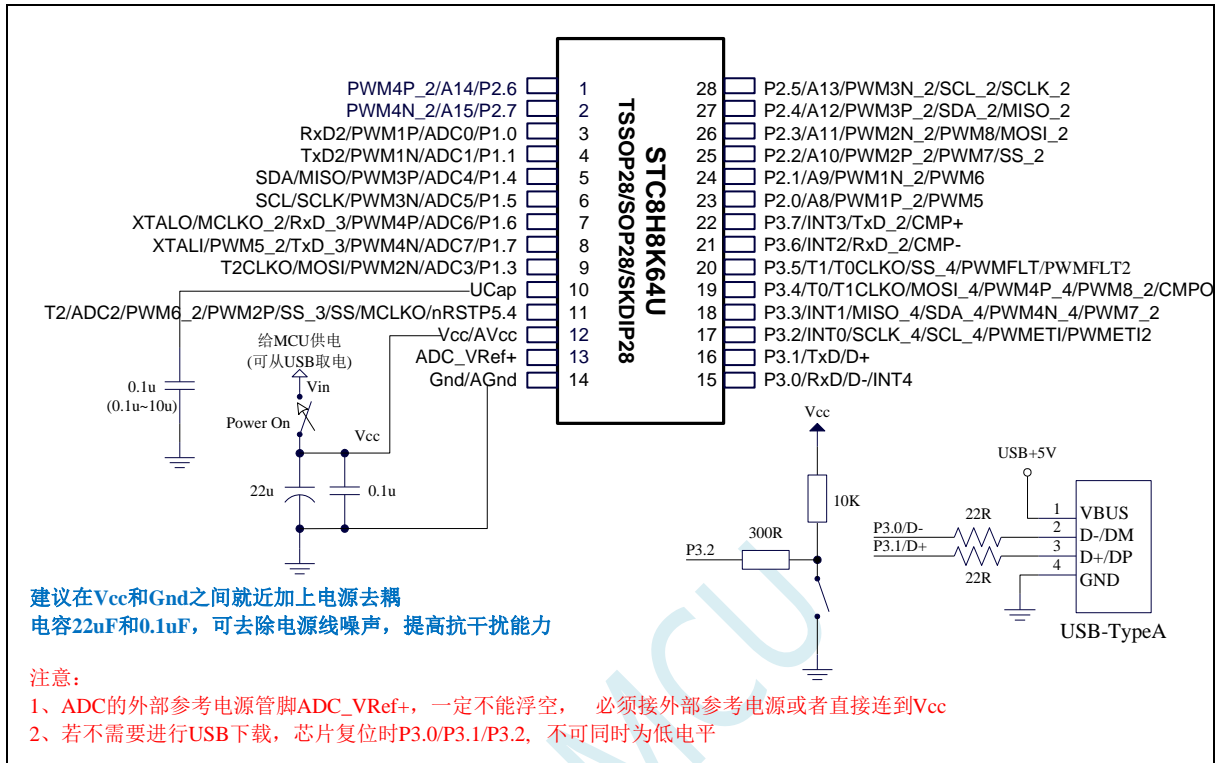 PWM4P_2/A14/P2.6 1
PWM4N_2/A15/P2.7 2
RxD2/PWM1P/ADC0/P1.0 3
TxD2/PWM1N/ADC1/P1.1 4
SDA/MISO/PWM3P/ADC4/P1.4 5
SCL/SCLK/PWM3N/ADC5/P1.5 6
XTALO/MCLKO_2/RxD_3/PWM4P/ADC6/P1.6 7
XTALI/PWM5_2/TxD_3/PWM4N/ADC7/P1.7 8
T2CLKO/MOSI/PWM2N/ADC3/P1.3 9
UCap 10
T2/ADC2/PWM6_2/PWM2P/SS_3/SS/MCLKO/nRSTP5.4 11
Vcc/AVcc 12
ADC_VRef+ 13
Gnd/AGnd 14
STC8H8K64U
TSSOP28/SOP28/SKDIP28
28 P2.5/A13/PWM3N_2/SCL_2/SCLK_2
27 P2.4/A12/PWM3P_2/SDA_2/MISO_2
26 P2.3/A11/PWM2N_2/PWM8/MOSI_2
25 P2.2/A10/PWM2P_2/PWM7/SS_2
24 P2.1/A9/PWM1N_2/PWM6
23 P2.0/A8/PWM1P_2/PWM5
22 P3.7/INT3/TxD_2/CMP+
21 P3.6/INT2/RxD_2/CMP-
20 P3.5/T1/T0CLKO/SS_4/PWMFLT/PWMFLT2
19 P3.4/T0/T1CLKO/MOSI_4/PWM4P_4/PWM8_2/CMPO
18 P3.3/INT1/MISO_4/SDA_4/PWM4N_4/PWM7_2
17 P3.2/INT0/SCLK_4/SCL_4/PWMETI/PWMETI2
16 P3.1/TxD/D+
15 P3.0/RxD/D-/INT4
给MCU供电
(可从USB取电)
Vin
0.1u
(0.1u~10u)
Power On
Vcc
22u
0.1u
Vcc
10K
300R
P3.2
USB+5V
22R
P3.0/D-
P3.1/D+
22R
1 VBUS
2 D-/DM
3 D+/DP
4 GND
USB-TypeA
建议在Vcc和Gnd之间就近加上电源去耦
电容22uF和0.1uF，可去除电源线噪声，提高抗干扰能力
注意：
1、ADC的外部参考电源管脚ADC_VRef+，一定不能浮空， 必须接外部参考电源或者直接连到Vcc
2、若不需要进行USB下载，芯片复位时P3.0/P3.1/P3.2, 不可同时为低电平
MCU